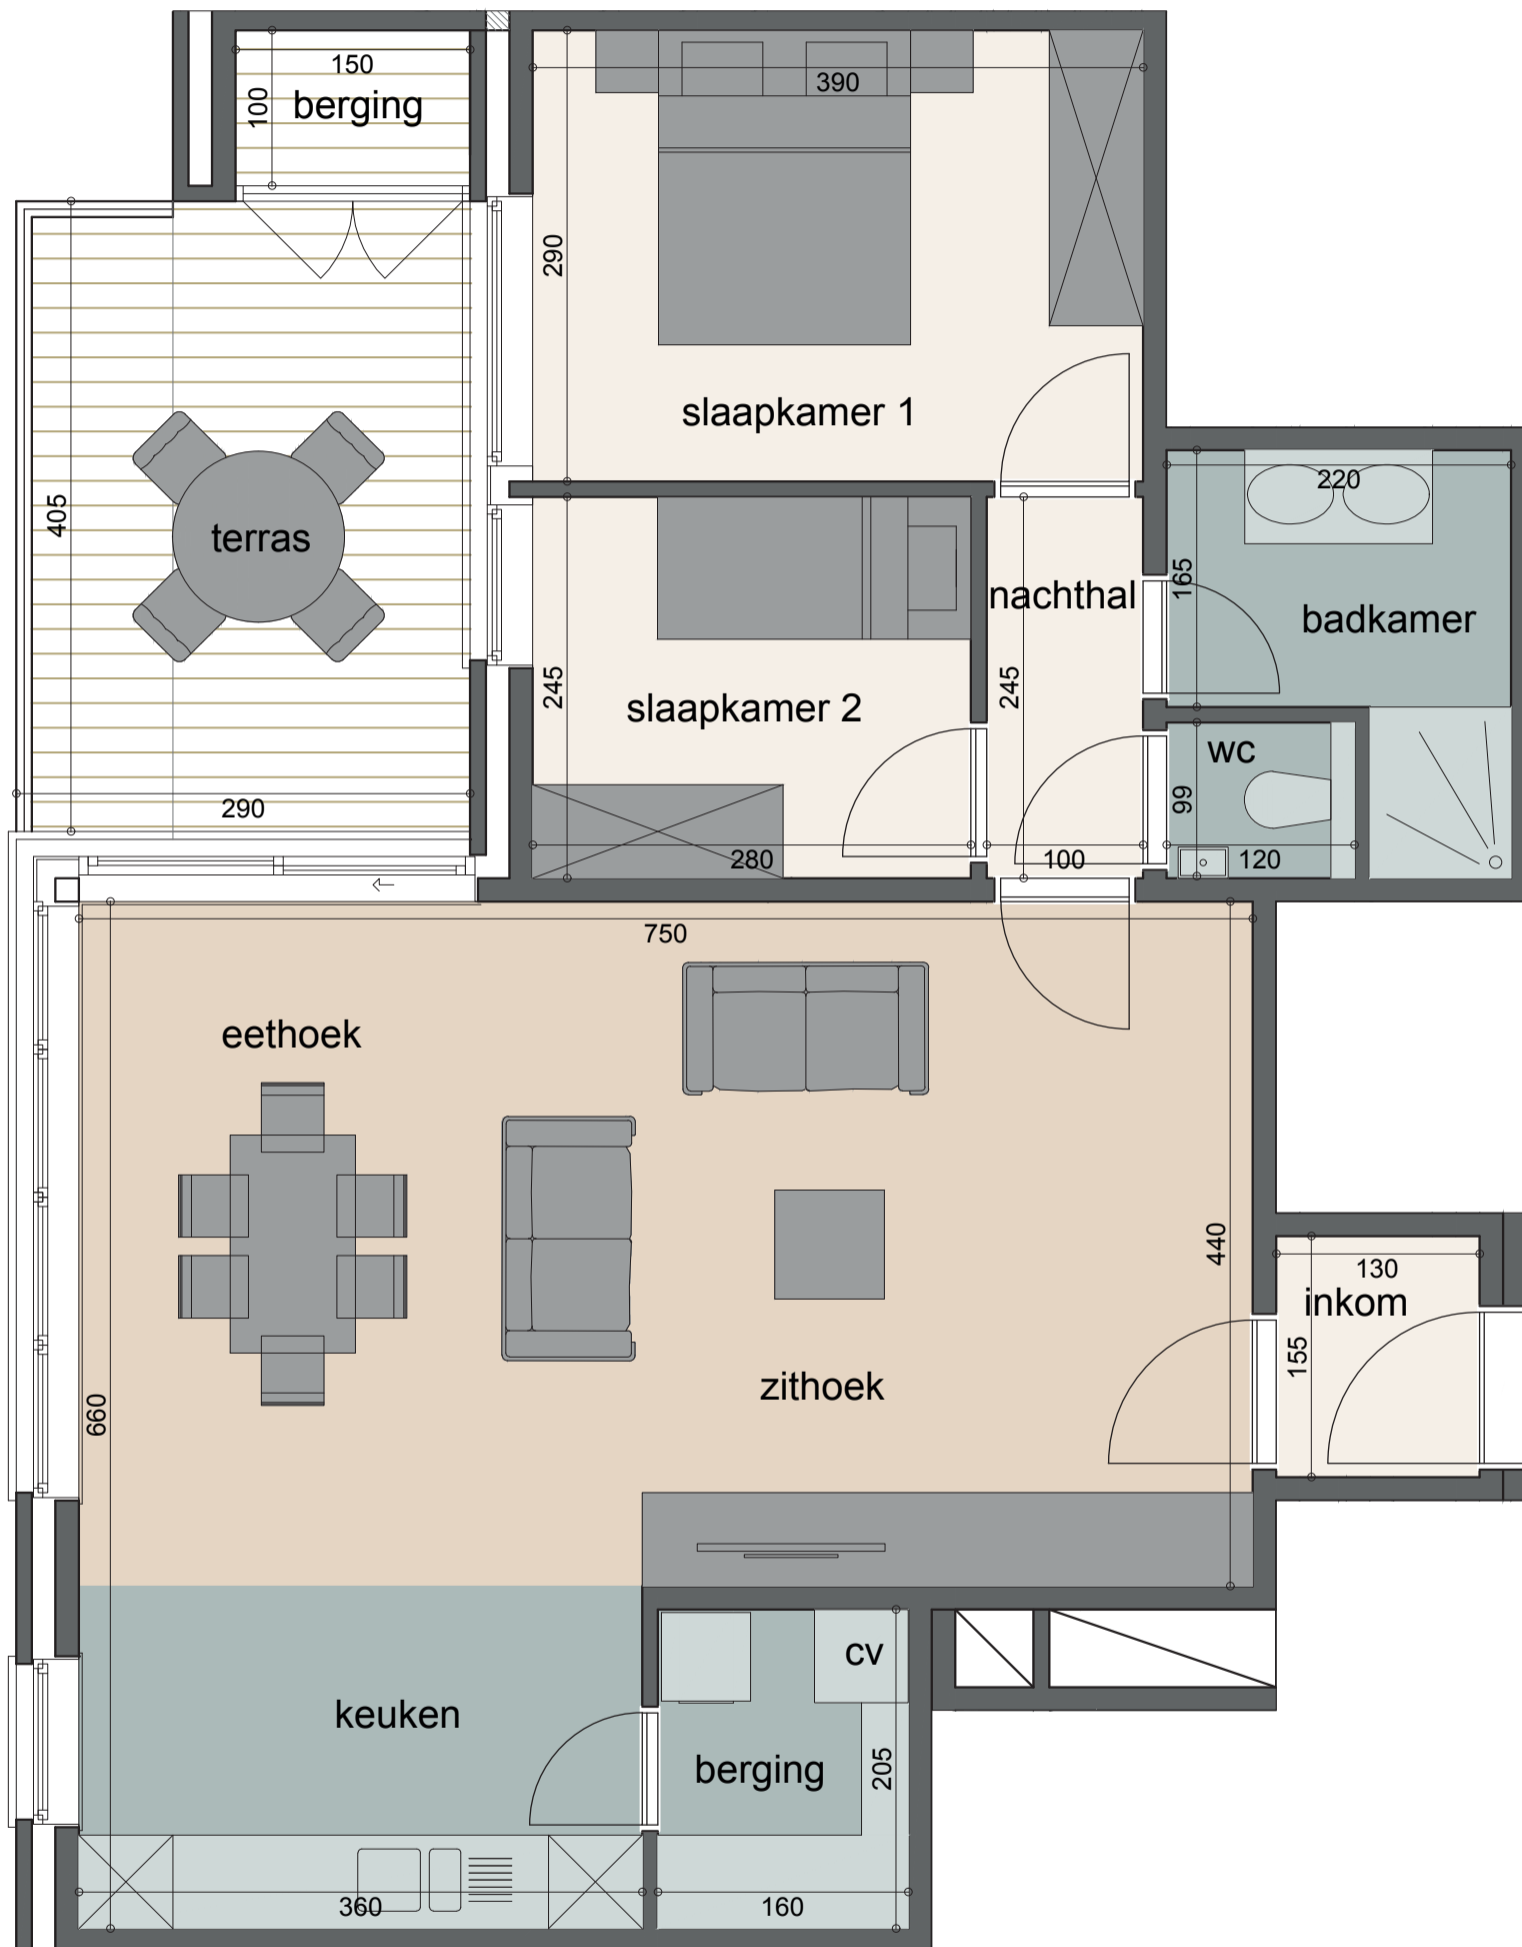 150
100
berging
390
290
slaapkamer 1
405
terras
290
220
165
badkamer
nachthal
245
245
slaapkamer 2
wc
99
280
100
120
750
eethoek
440
130
inkom
155
zithoek
660
cv
keuken
berging
205
360
160